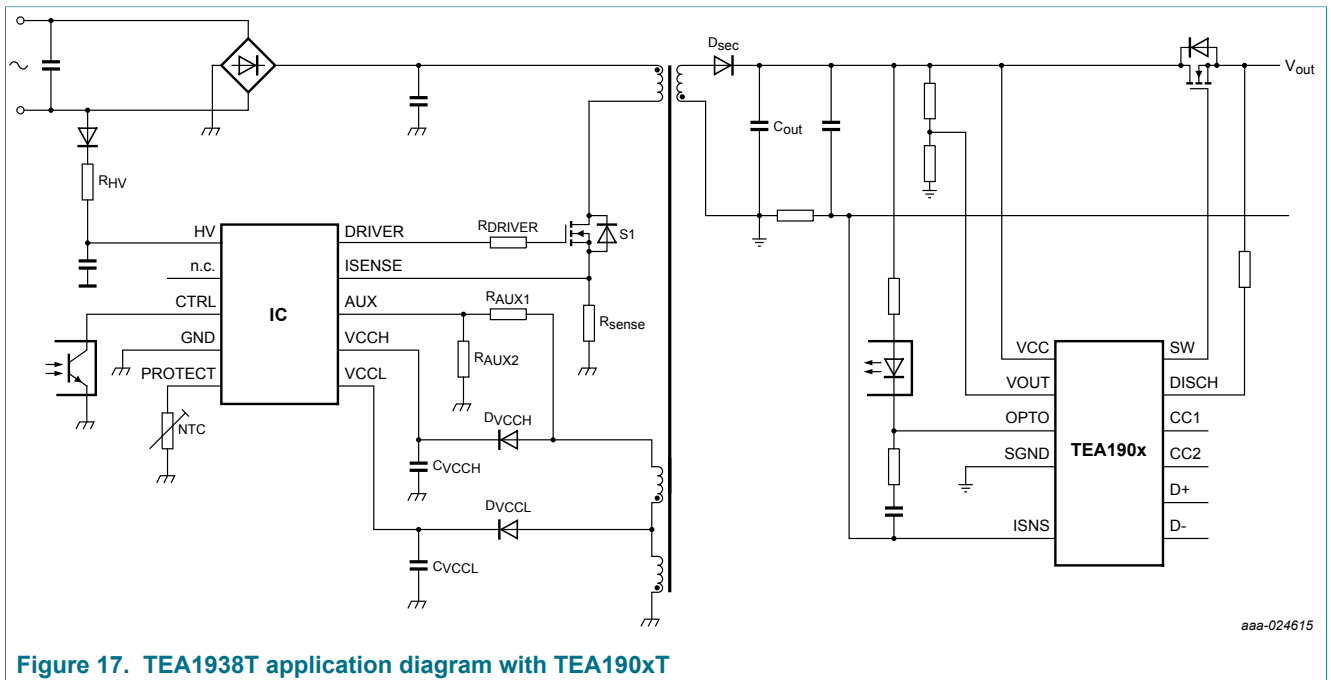 Dsec
Vout
Cout
RHV
HV
n.c.
CTRL
GND
PROTECT
NTC
IC
DRIVER
ISENSE
AUX
VCCH
VCCL
RDRIVER
S1
RAUX1
RAUX2
Rsense
DVCCH
CVCCH
DVCCL
CVCCL
VCC
VOUT
OPTO
SGND
ISNS
TEA190x
SW
DISCH
CC1
CC2
D+
D-
aaa-024615
Figure 17. TEA1938T application diagram with TEA190xT